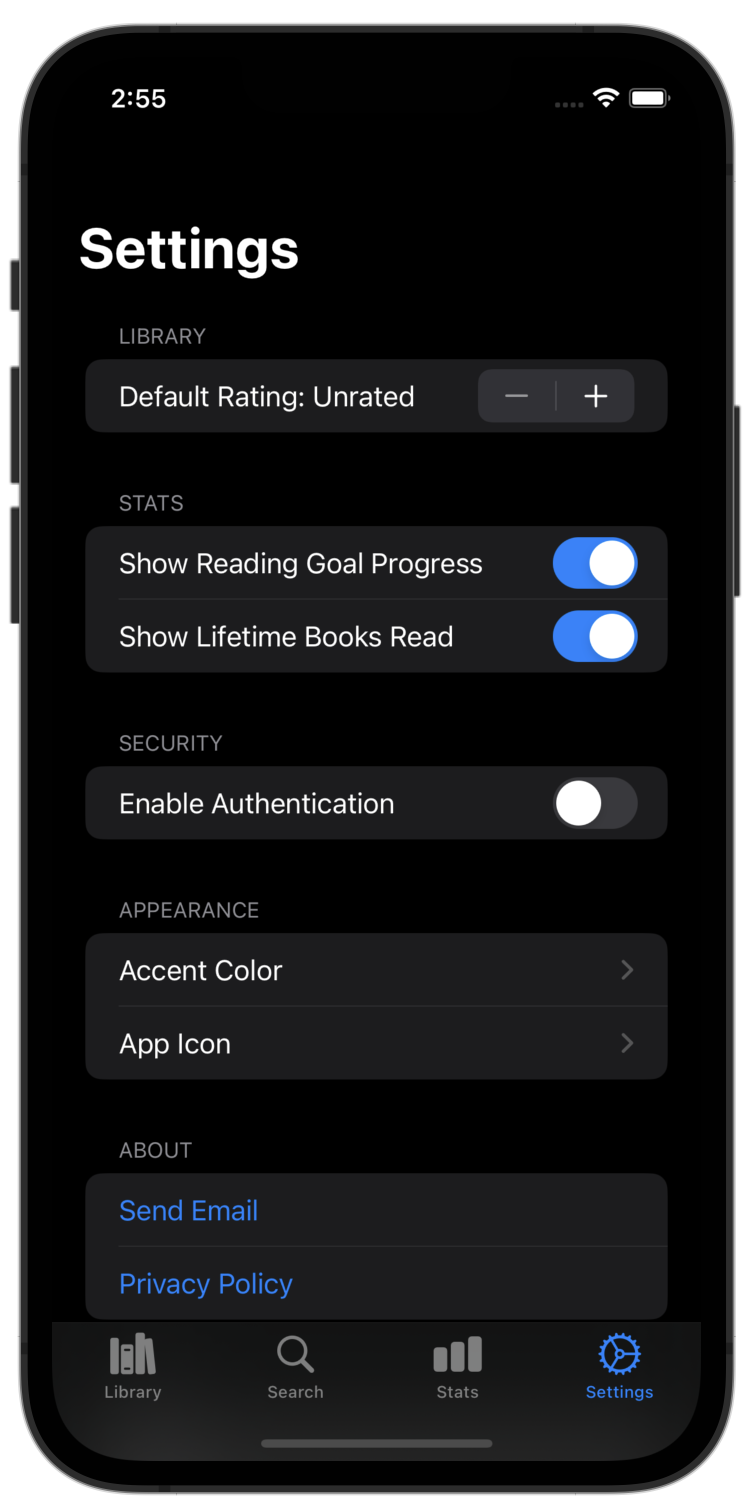 2:55
Settings
LIBRARY
Default Rating: Unrated
STATS
Show Reading Goal Progress
Show Lifetime Books Read
SECURITY
Enable Authentication
APPEARANCE
Accent Color
App Icon
ABOUT
Send Email
Privacy Policy
Library Search Stats Settings